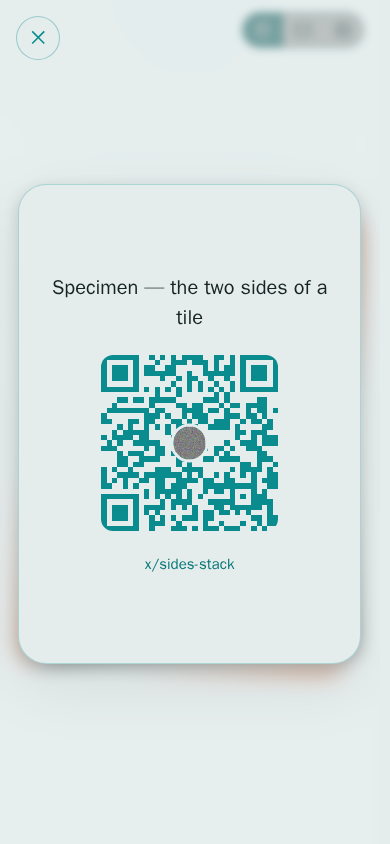 Specimen — the two sides of a
tile
x/sides-stack